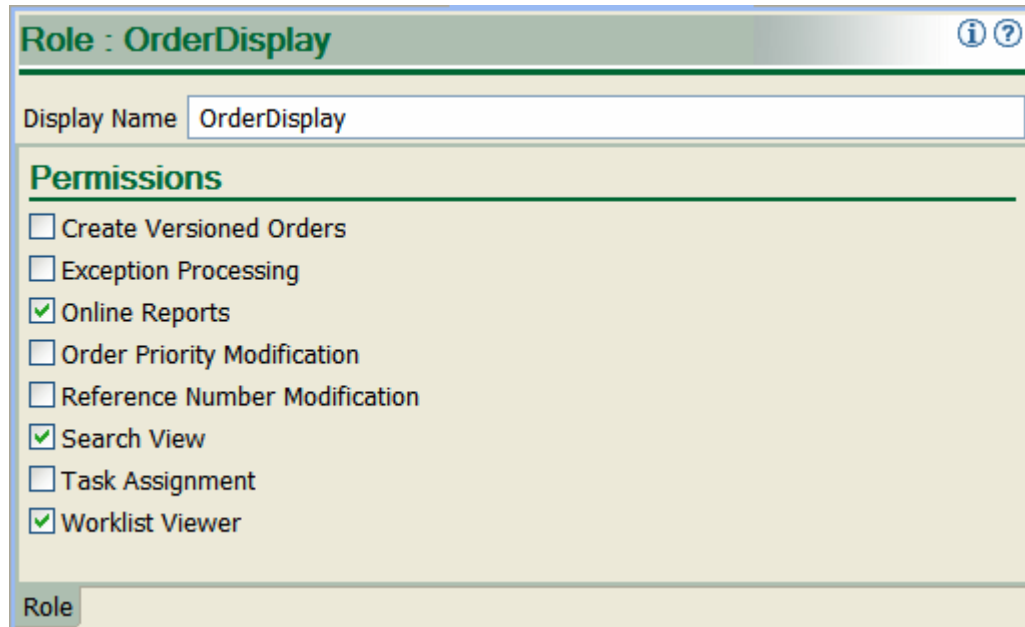 Role : OrderDisplay
Display Name OrderDisplay
Permissions
Create Versioned Orders
Exception Processing
Online Reports
Order Priority Modification
Reference Number Modification
Search View
Task Assignment
Worklist Viewer
Role